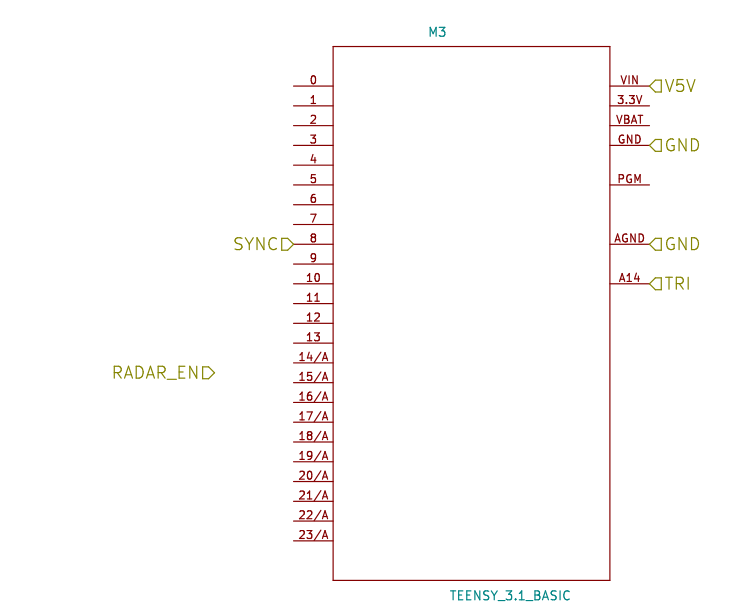 M3
0 VIN V5V
1 3.3V
2 VBAT
3 GND GND
4
5 PGM
6
7
SYNC 8 AGND GND
9
10 A14 TRI
11
12
13
14/A
RADAR_EN 15/A
16/A
17/A
18/A
19/A
20/A
21/A
22/A
23/A
TEENSY_3.1_BASIC